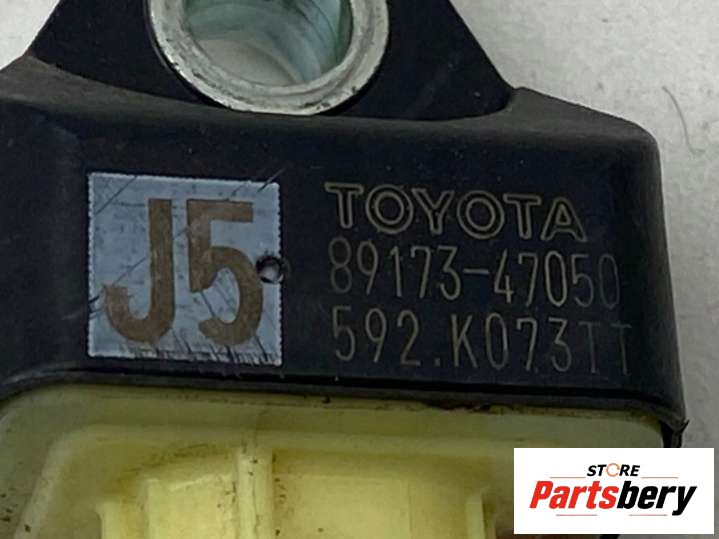 J5
TOYOTA
89173-47050
592.K073TT
STORE
Partsbery